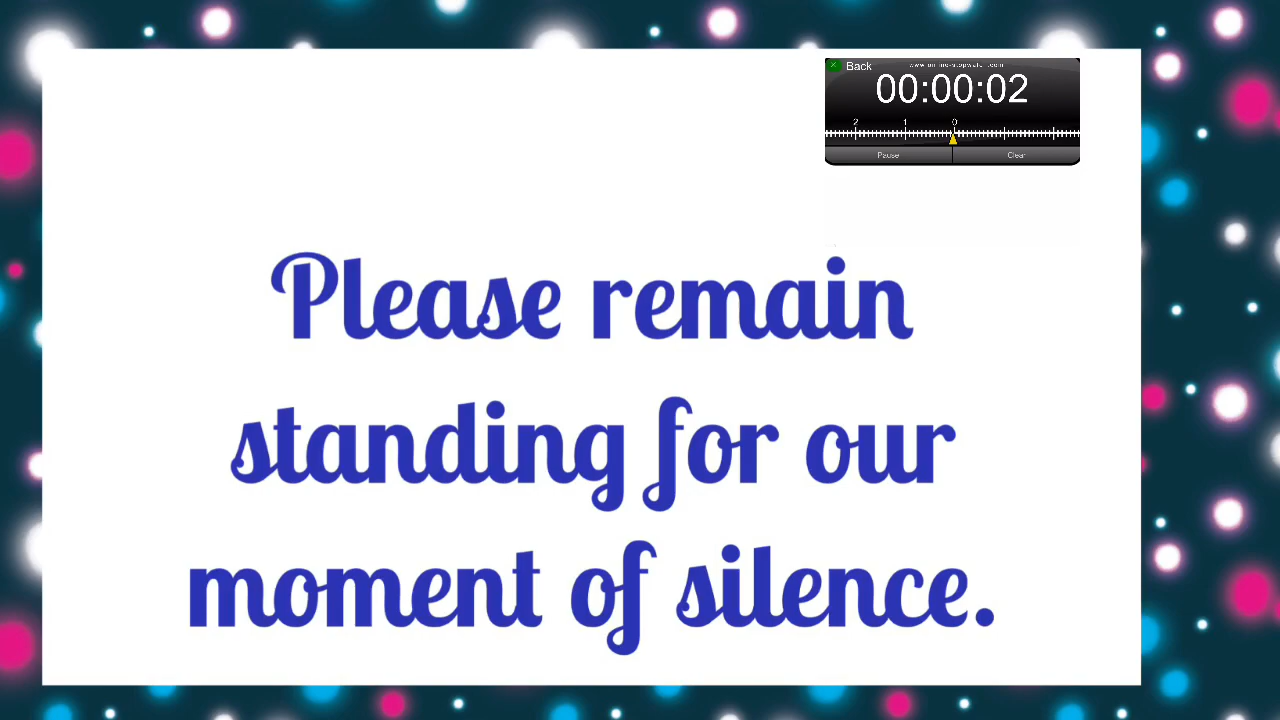 Back
00:00:02
2 1 0
Pause Clear
Please remain
standing for our
moment of silence.